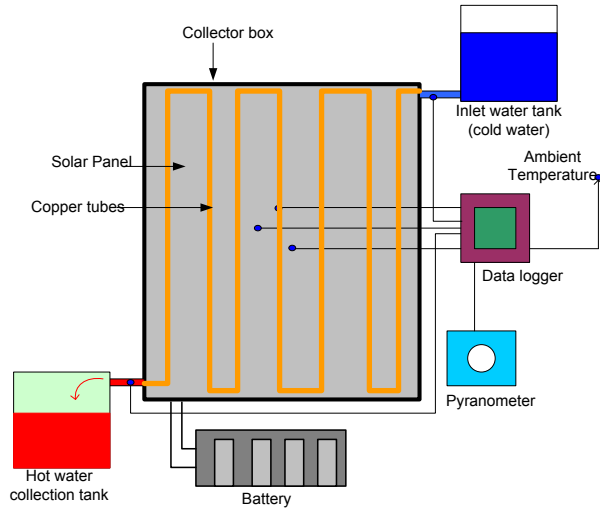 Collector box
Inlet water tank
(cold water)
Solar Panel
Ambient
Temperature
Copper tubes
Data logger
Pyranometer
Hot water
collection tank
Battery